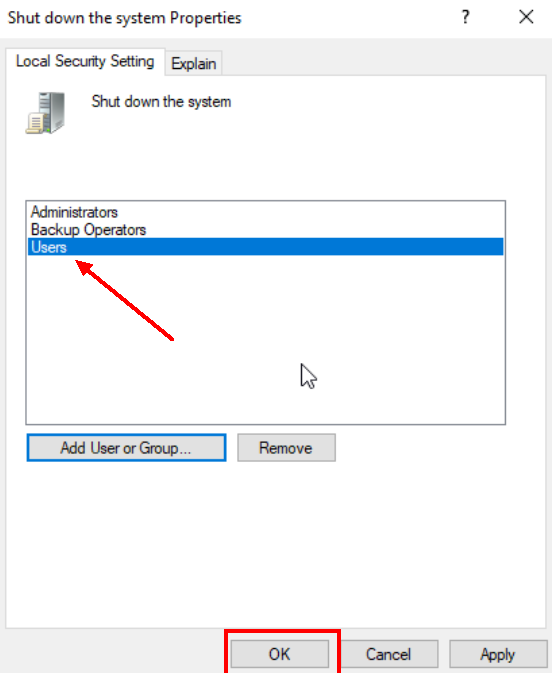 Shut down the system Properties
?
Local Security Setting
Explain
Shut down the system
Administrators
Backup Operators
Users
Add User or Group...
Remove
OK
Cancel
Apply